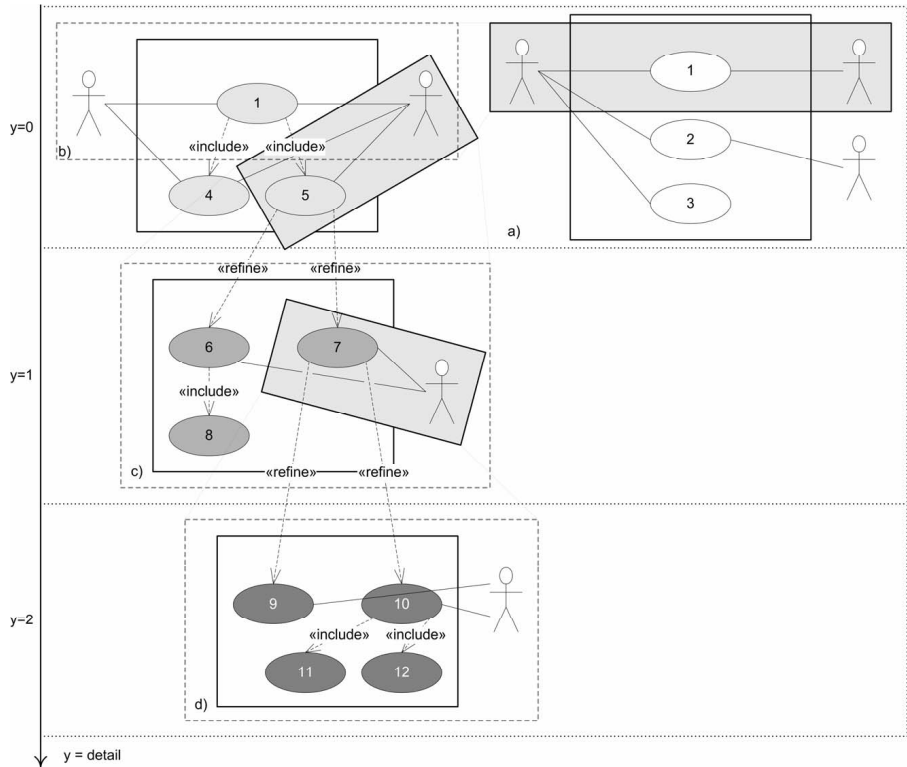 1
1
y=0
b)
«include»
«include»
2
4
5
3
a)
«refine»
«refine»
6
7
y=1
«include»
8
c)
«refine»
«refine»
9
10
y-2
«include»
«include»
11
12
d)
y = detail